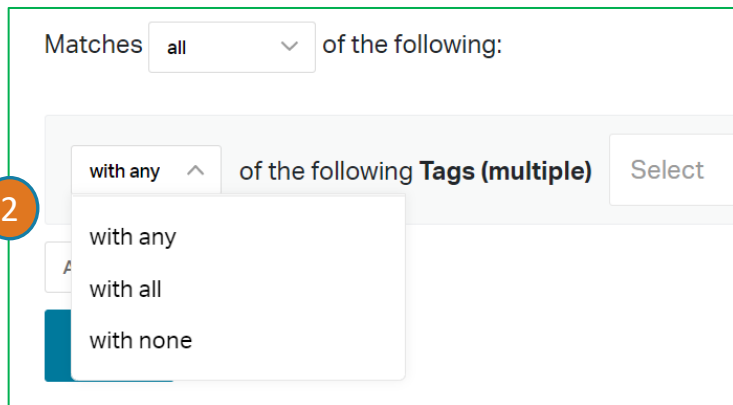 Matches all of the following:
with any of the following Tags (multiple) Select
2
with any
A
with all
with none